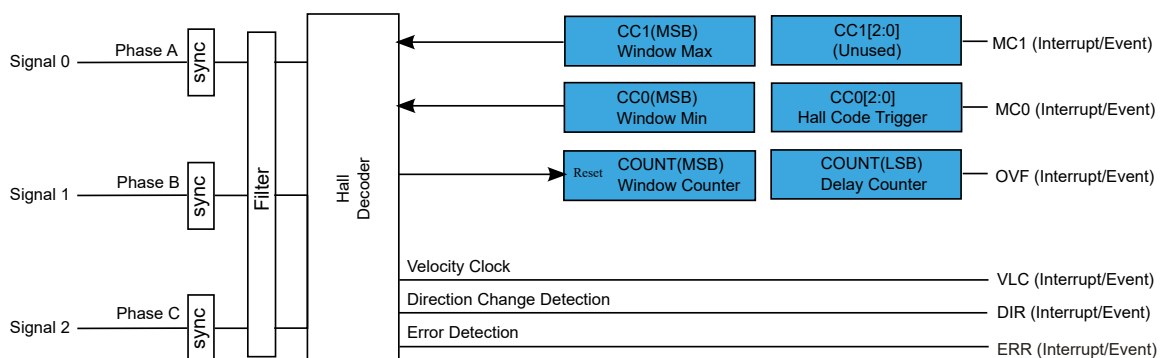 Signal 0
Phase A
sync
Signal 1
Phase B
sync
Signal 2
Phase C
sync
Filter
Hall
Decoder
CC1(MSB)
Window Max
CC1[2:0]
(Unused)
MC1 (Interrupt/Event)
CC0(MSB)
Window Min
CC0[2:0]
Hall Code Trigger
MC0 (Interrupt/Event)
Reset
COUNT(MSB)
Window Counter
COUNT(LSB)
Delay Counter
OVF (Interrupt/Event)
Velocity Clock
VLC (Interrupt/Event)
Direction Change Detection
DIR (Interrupt/Event)
Error Detection
ERR (Interrupt/Event)